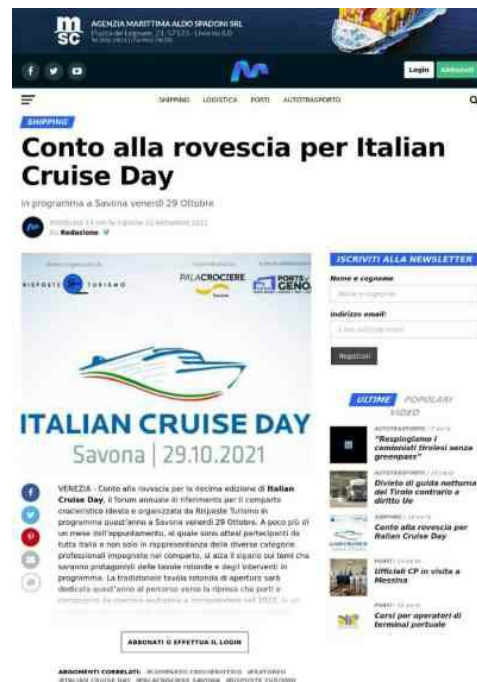 msc
AGENZIA MARITTIMA ALDO SPADONI SRL
Login
Abbonati
SHIPPING LOGISTICA PORTI AUTOTRASPORTO
SHIPPING
Conto alla rovescia per Italian
Cruise Day
In programma a Savona venerdì 29 Ottobre
Redazione
RISPOSTE TURISMO
PALACROCIERE
Savona
PORTS of
GENO
ITALIAN CRUISE DAY
Savona | 29.10.2021
VENEZIA - Conto alla rovescia per la decima edizione di Italian
Cruise Day, il forum annuale di riferimento per il comparto
crocieristico ideato e organizzato da Risposte Turismo in
programma quest'anno a Savona venerdì 29 Ottobre. A poco più di
un mese dall'appuntamento, al quale sono attesi partecipanti da
tutta Italia e non solo in rappresentanza delle diverse categorie
professionali impegnate nel comparto, si alza il sipario sui temi che
saranno protagonisti delle tavole rotonde e degli interventi in
programma. La tradizionale tavola rotonda di apertura sarà
dedicata quest'anno al percorso verso la ripresa che porti e
ABBONATI O EFFETTUA IL LOGIN
ARGOMENTI CORRELATI:
ISCRIVITI ALLA NEWSLETTER
Nome e cognome
Nome e cognome
Indirizzo email:
Registrati
ULTIME POPOLARI
VIDEO
AUTOTRASPORTO
"Respingiamo i
camionisti tirolesi senza
greenpass"
AUTOTRASPORTO
Divieto di guida notturna
del Tirolo contrario a
diritto Ue
Conto alla rovescia per
Italian Cruise Day
PORTI
Ufficiali CP in visita a
Messina
PORTI
Corsi per operatori di
terminal portuale